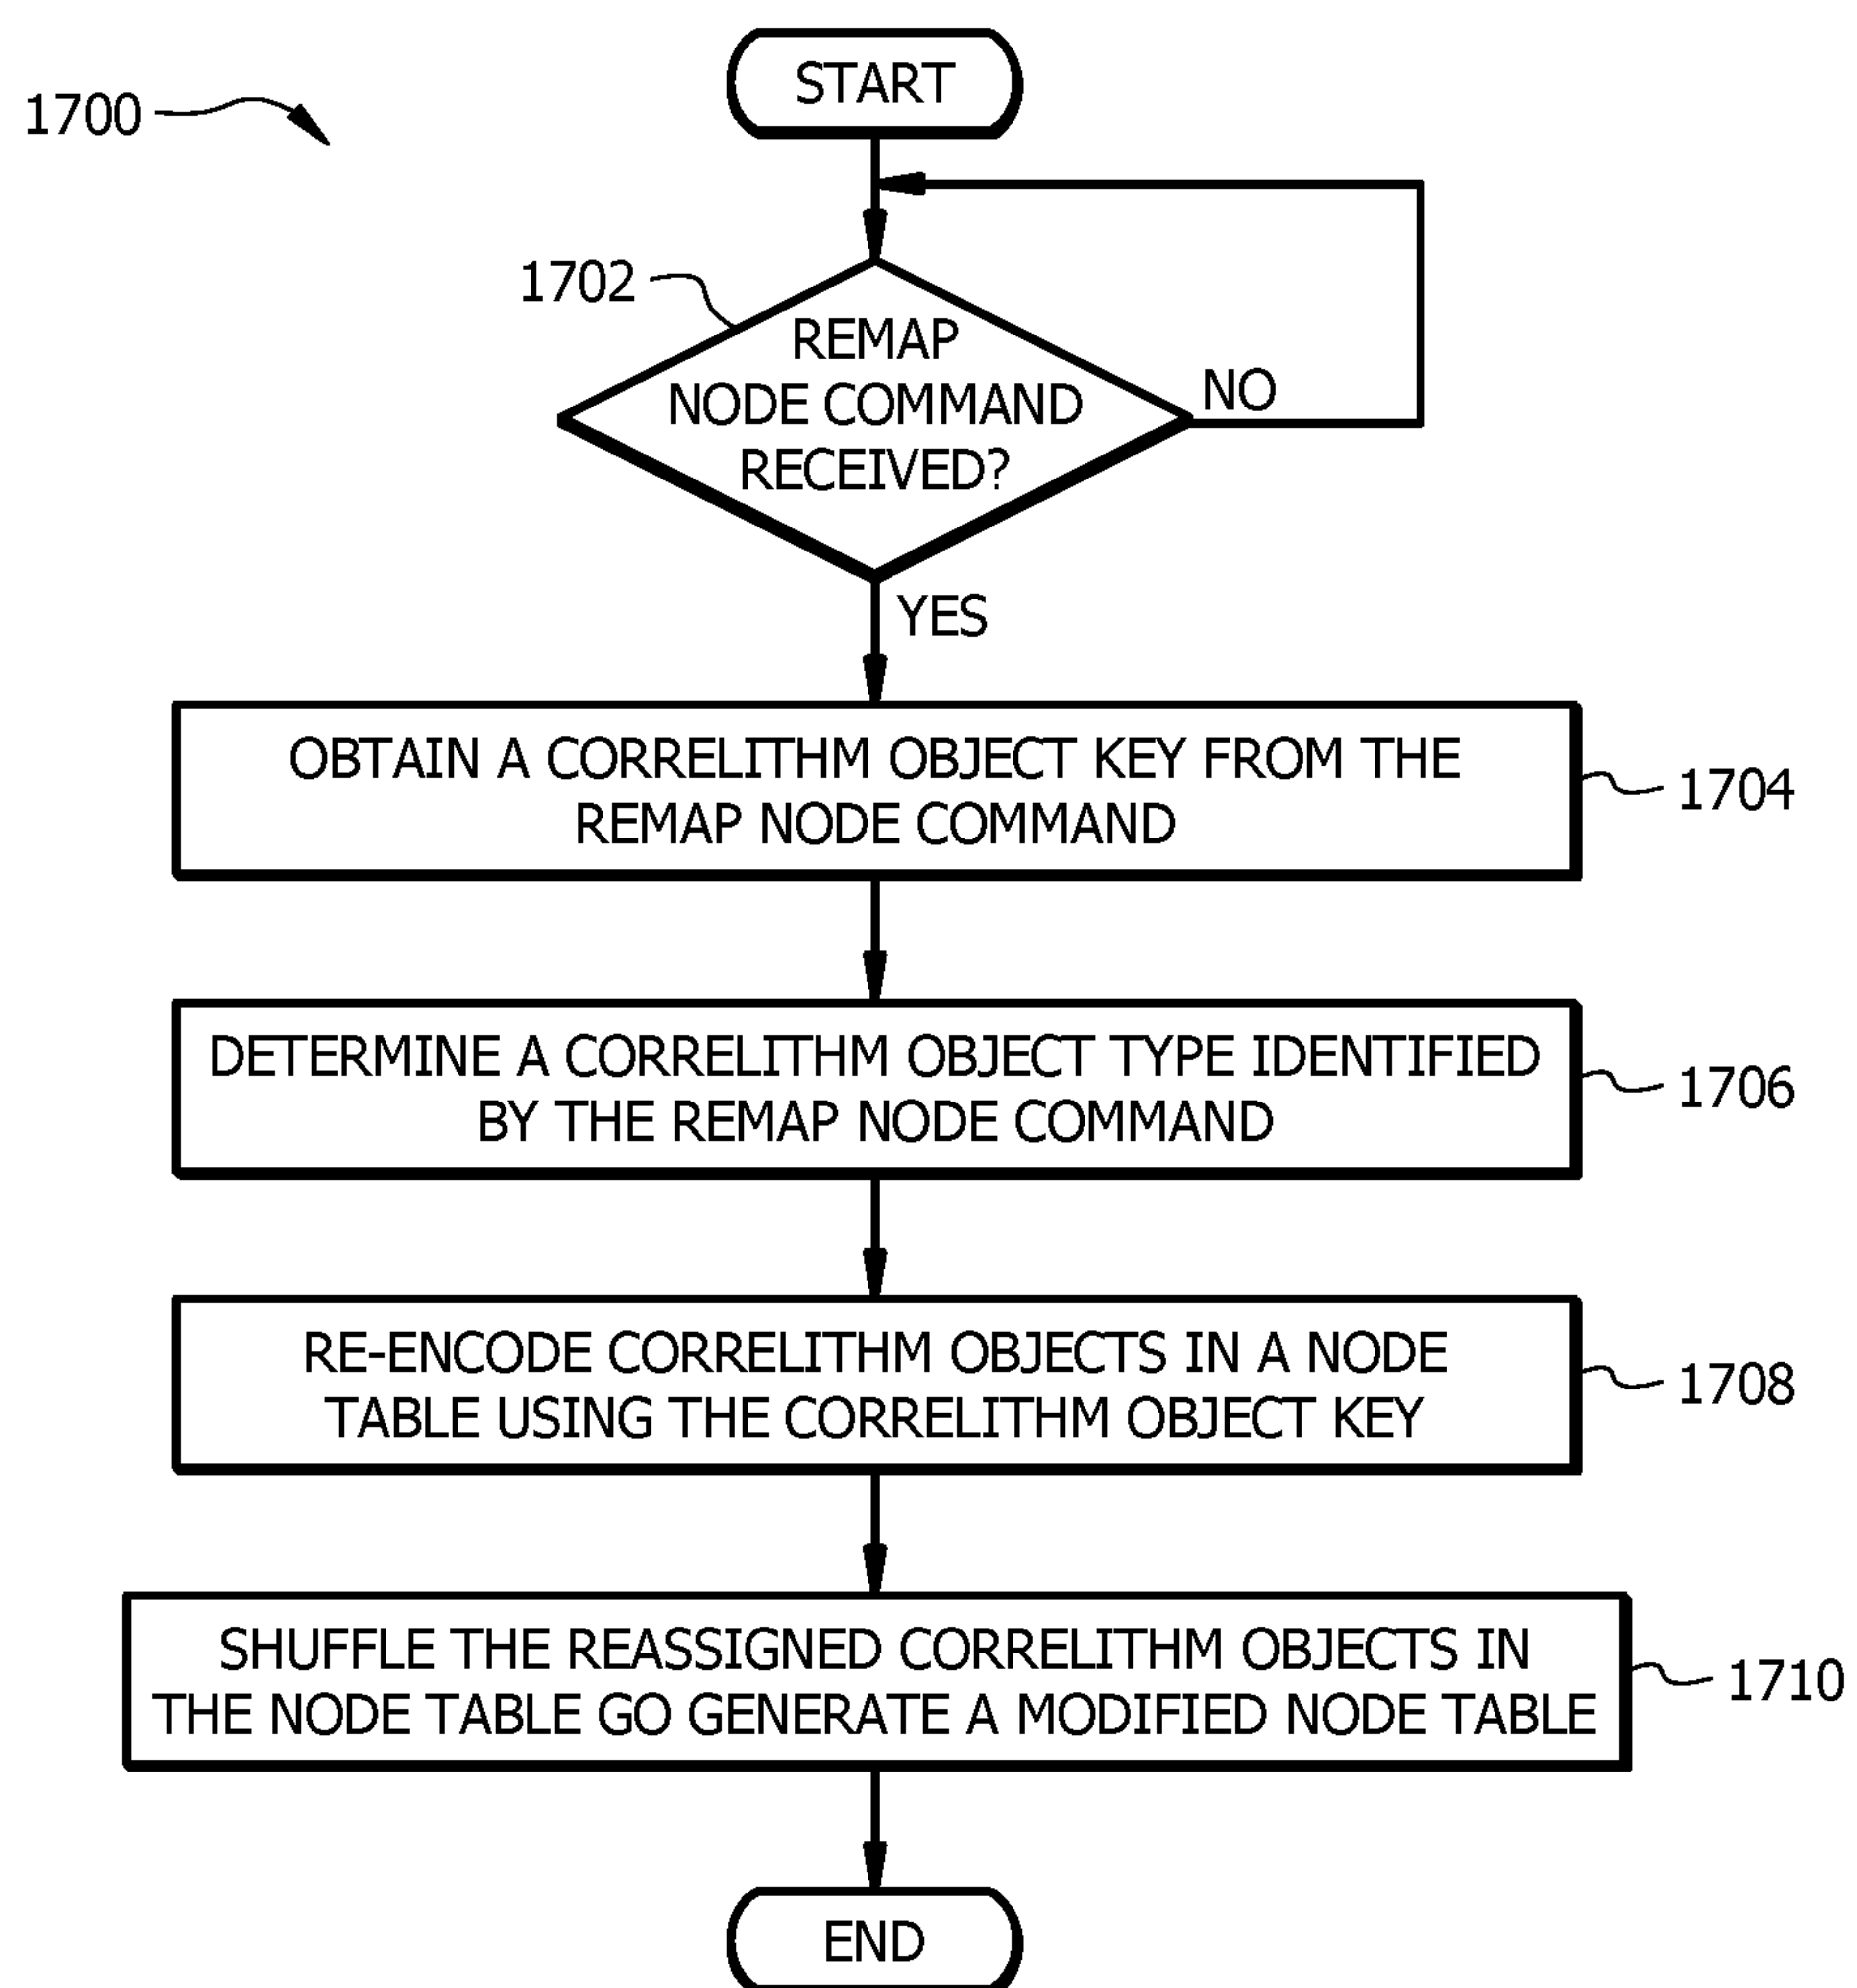 START
1700
1702
REMAP
NODE COMMAND
RECEIVED?
NO
YES
OBTAIN A CORRELITHM OBJECT KEY FROM THE
REMAP NODE COMMAND
1704
DETERMINE A CORRELITHM OBJECT TYPE IDENTIFIED
BY THE REMAP NODE COMMAND
1706
RE-ENCODE CORRELITHM OBJECTS IN A NODE
TABLE USING THE CORRELITHM OBJECT KEY
1708
SHUFFLE THE REASSIGNED CORRELITHM OBJECTS IN
THE NODE TABLE GO GENERATE A MODIFIED NODE TABLE
1710
END